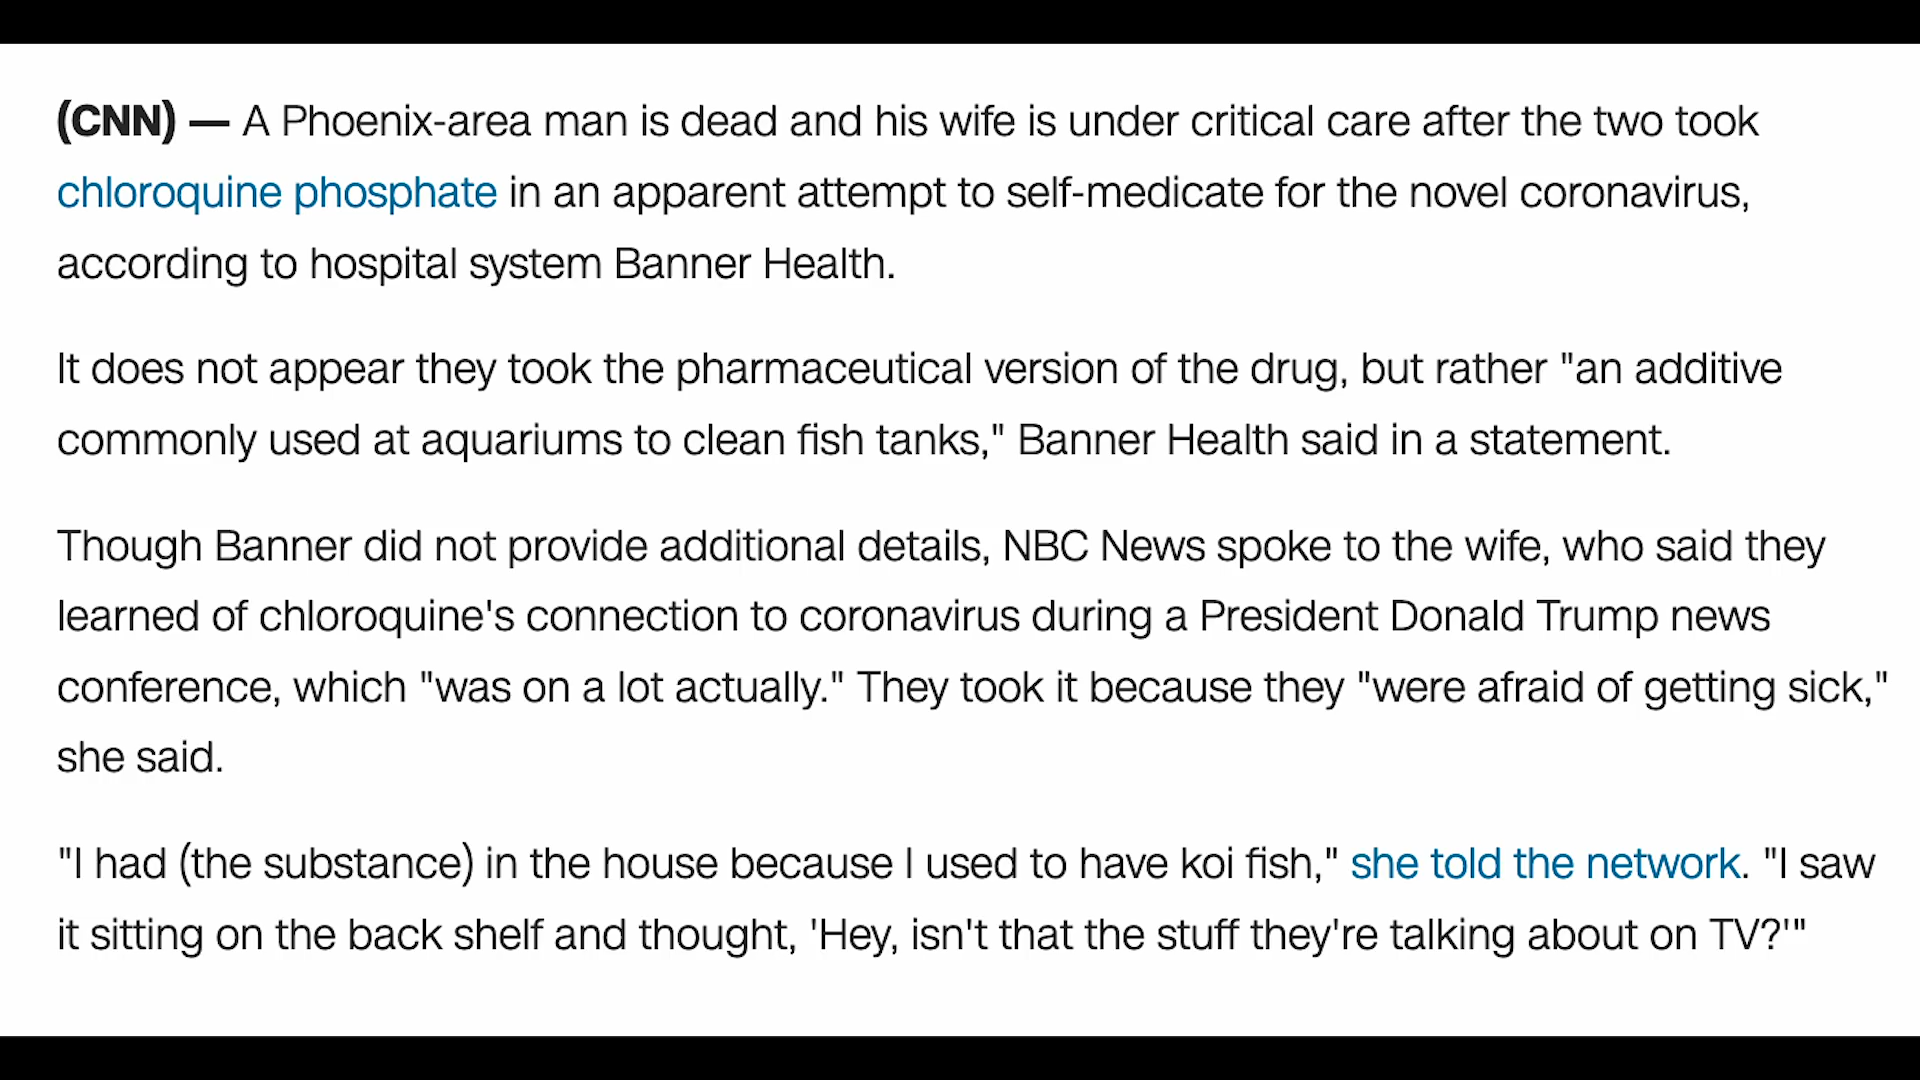 (CNN) — A Phoenix-area man is dead and his wife is under critical care after the two took
chloroquine phosphate in an apparent attempt to self-medicate for the novel coronavirus,
according to hospital system Banner Health.
It does not appear they took the pharmaceutical version of the drug, but rather "an additive
commonly used at aquariums to clean fish tanks," Banner Health said in a statement.
Though Banner did not provide additional details, NBC News spoke to the wife, who said they
learned of chloroquine's connection to coronavirus during a President Donald Trump news
conference, which "was on a lot actually." They took it because they "were afraid of getting sick,"
she said.
"I had (the substance) in the house because I used to have koi fish," she told the network. "I saw
it sitting on the back shelf and thought, 'Hey, isn't that the stuff they're talking about on TV?'"